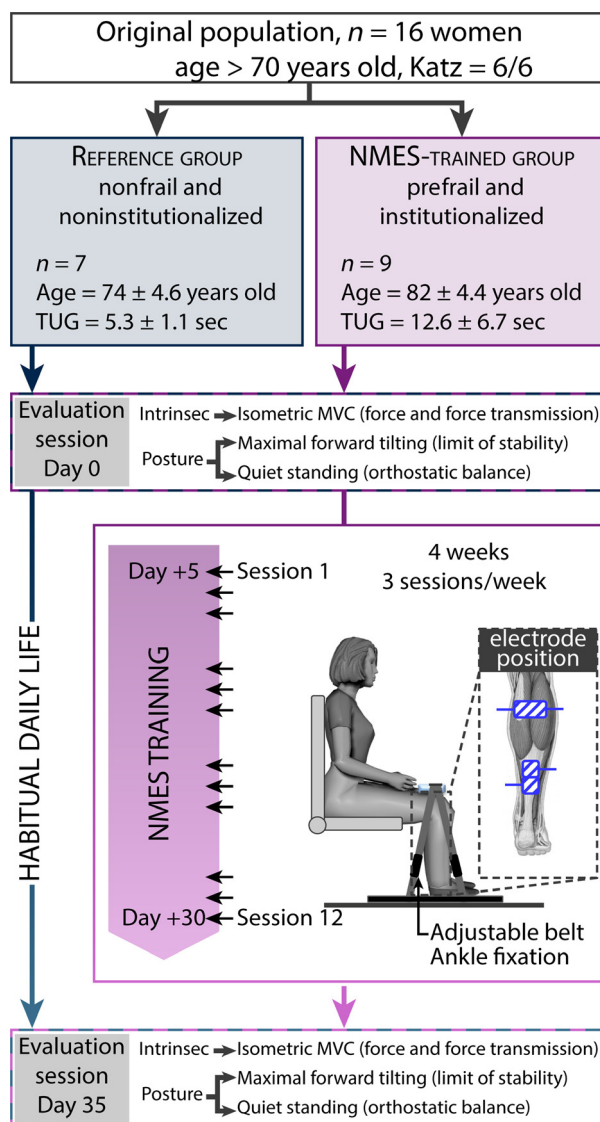 Original population, n = 16 women
age > 70 years old, Katz = 6/6
REFERENCE GROUP
nonfrail and
noninstitutionalized
n = 7
Age = 74 ± 4.6 years old
TUG = 5.3 ± 1.1 sec
NMES-TRAINED GROUP
prefrail and
institutionalized
n = 9
Age = 82 ± 4.4 years old
TUG = 12.6 ± 6.7 sec
Evaluation
session
Day 0
Intrinsec
Isometric MVC (force and force transmission)
Posture
Maximal forward tilting (limit of stability)
Quiet standing (orthostatic balance)
HABITUAL DAILY LIFE
NMES TRAINING
Day +5
Session 1
4 weeks
3 sessions/week
electrode
position
Day +30
Session 12
Adjustable belt
Ankle fixation
Evaluation
session
Day 35
Intrinsec
Isometric MVC (force and force transmission)
Posture
Maximal forward tilting (limit of stability)
Quiet standing (orthostatic balance)